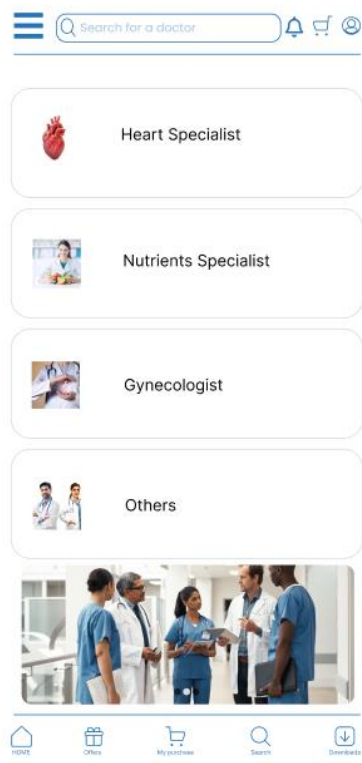 Search for a doctor
Heart Specialist
Nutrients Specialist
Gynecologist
Others
HOME
Offers
My purchase
Search
Downloads